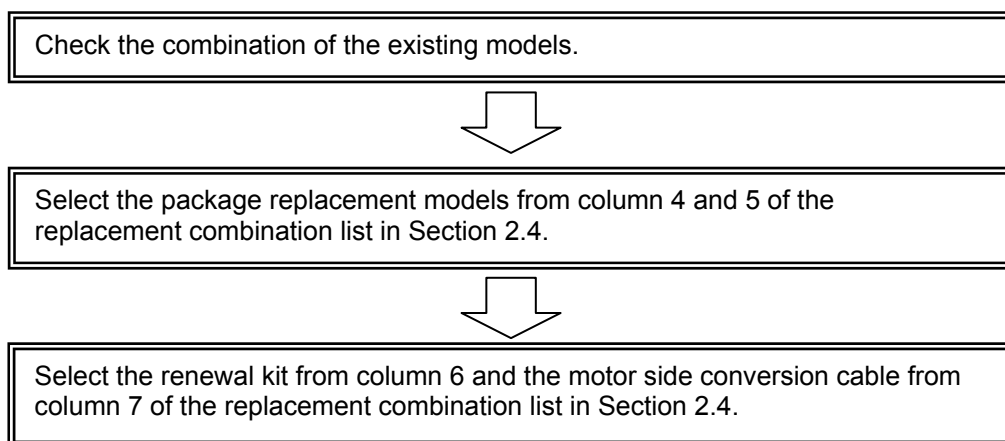 Check the combination of the existing models.
Select the package replacement models from column 4 and 5 of the
replacement combination list in Section 2.4.
Select the renewal kit from column 6 and the motor side conversion cable from
column 7 of the replacement combination list in Section 2.4.